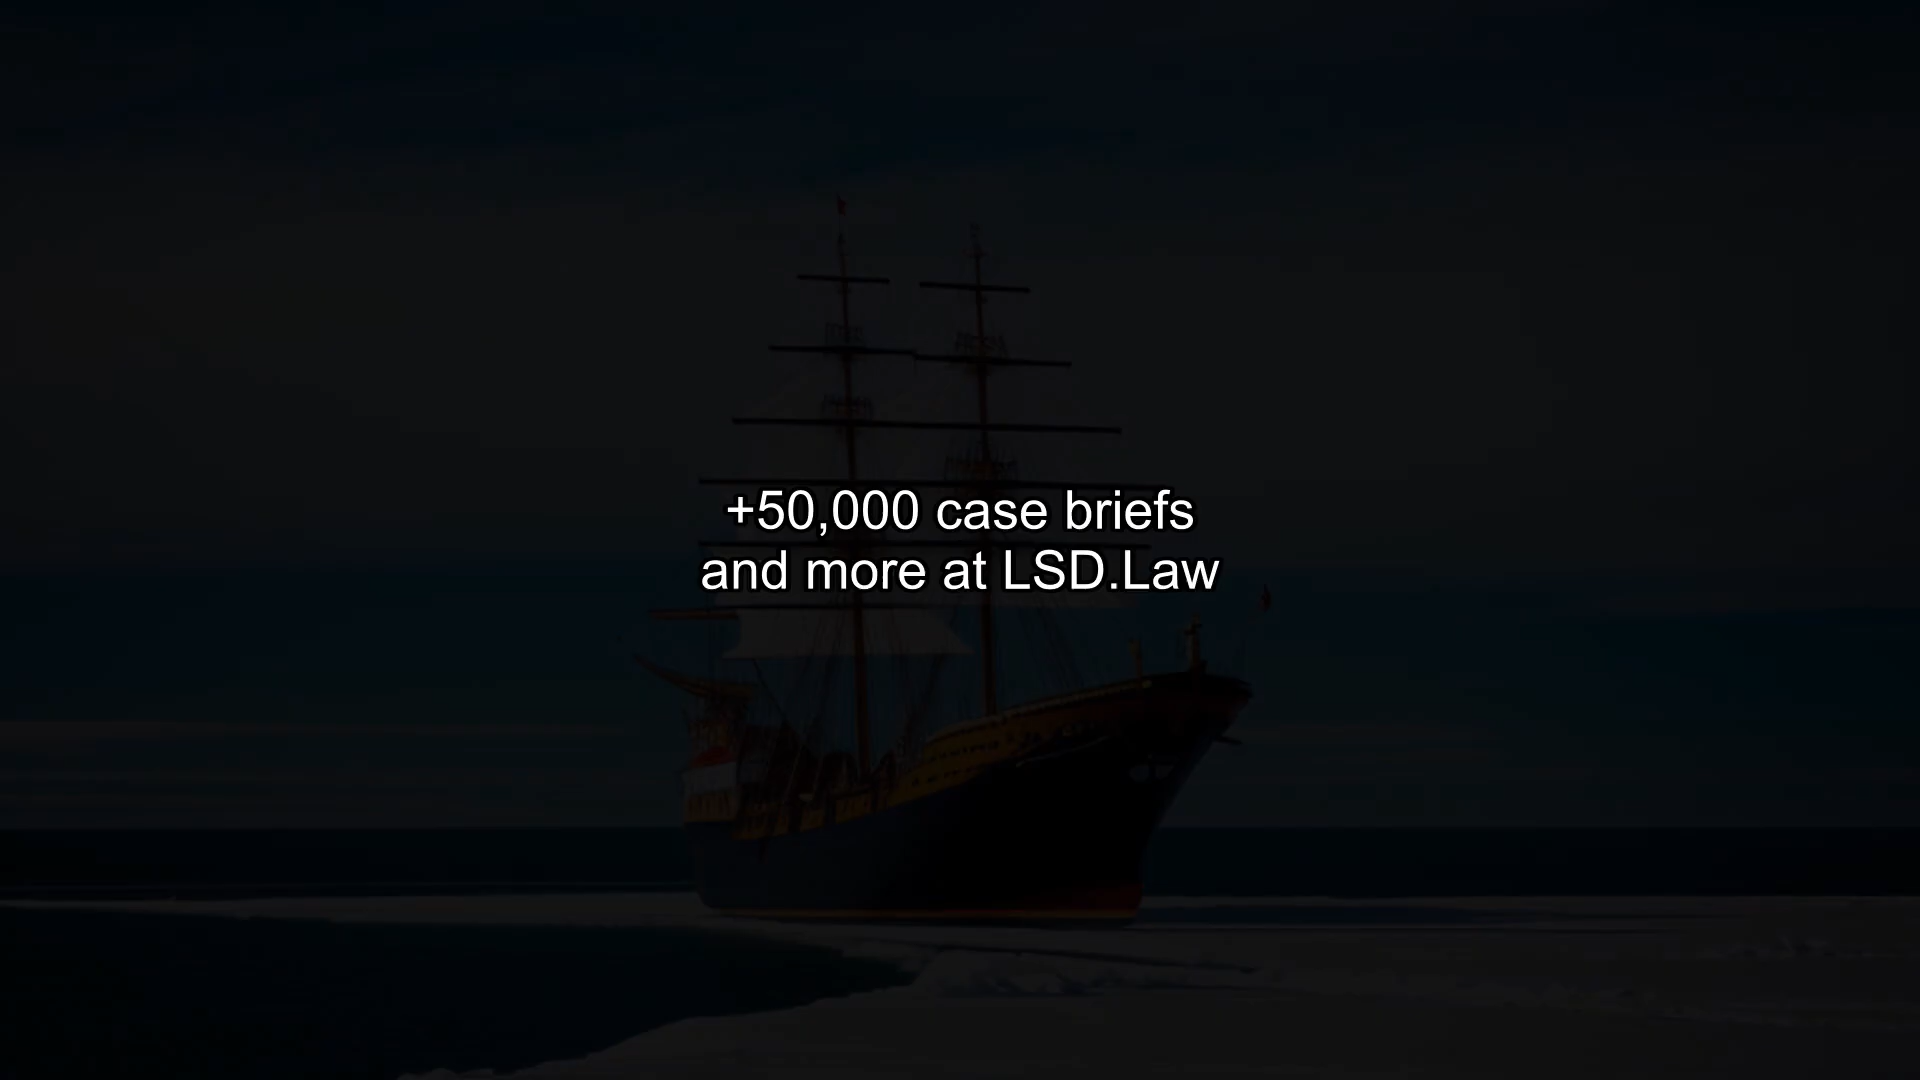 +50,000 case briefs
and more at LSD.Law